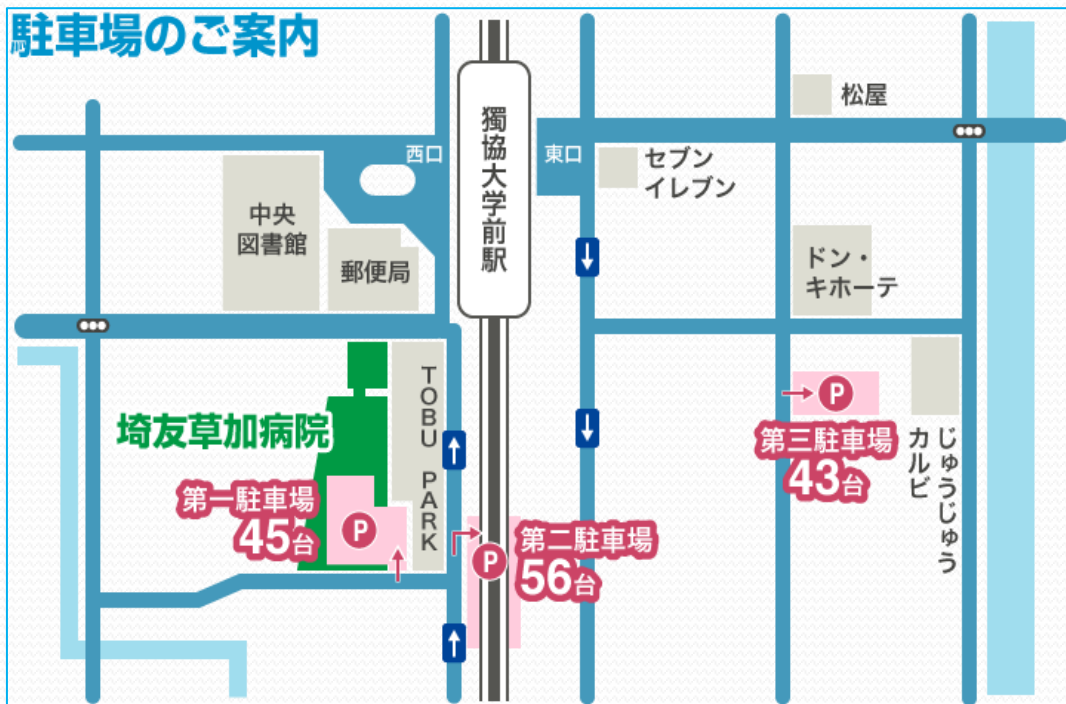 駐車場のご案内
松屋
獨協大学前駅
西口
東口
セブン
イレブン
中央
図書館
郵便局
ドン・
キホーテ
TOBU PARK
埼友草加病院
P
第三駐車場
43台
じゅうじゅう
カルビ
第一駐車場
45台
P
P
第二駐車場
56台